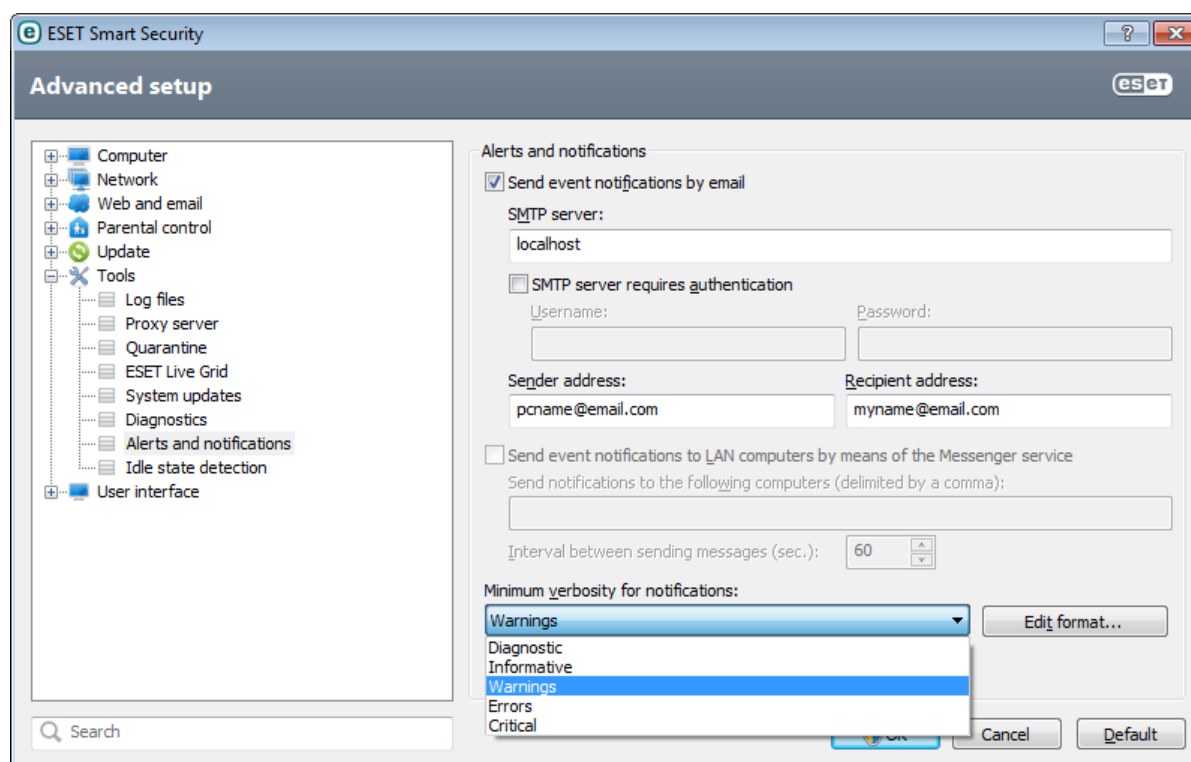 ESET Smart Security
Advanced setup
eseT
Computer
Network
Web and email
Parental control
Update
Tools
Log files
Proxy server
Quarantine
ESET Live Grid
System updates
Diagnostics
Alerts and notifications
Idle state detection
User interface
Search
Alerts and notifications
Send event notifications by email
SMTP server:
localhost
SMTP server requires authentication
Username: Password:
Sender address: Recipient address:
pcname@email.com myname@email.com
Send event notifications to LAN computers by means of the Messenger service
Send notifications to the following computers (delimited by a comma):
Interval between sending messages (sec.): 60
Minimum verbosity for notifications:
Warnings Edit format...
Diagnostic
Informative
Warnings
Errors
Critical
Cancel Default